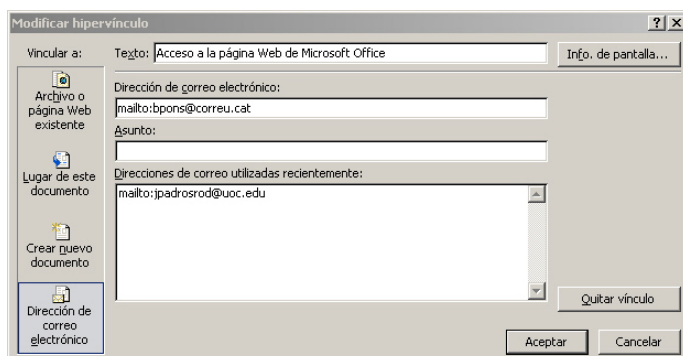 Modificar hipervínculo
Vincular a:
Texto: Acceso a la página Web de Microsoft Office
Info. de pantalla...
Archivo o
página Web
existente
Lugar de este
documento
Crear nuevo
documento
Dirección de
correo
electrónico
Dirección de correo electrónico:
mailto:bpons@correu.cat
Asunto:
Direcciones de correo utilizadas recientemente:
mailto:jpadrosrod@uoc.edu
Quitar vínculo
Aceptar
Cancelar